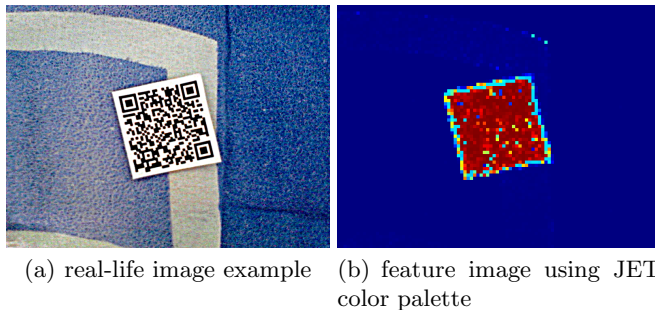 (a) real-life image example
(b) feature image using JET
color palette